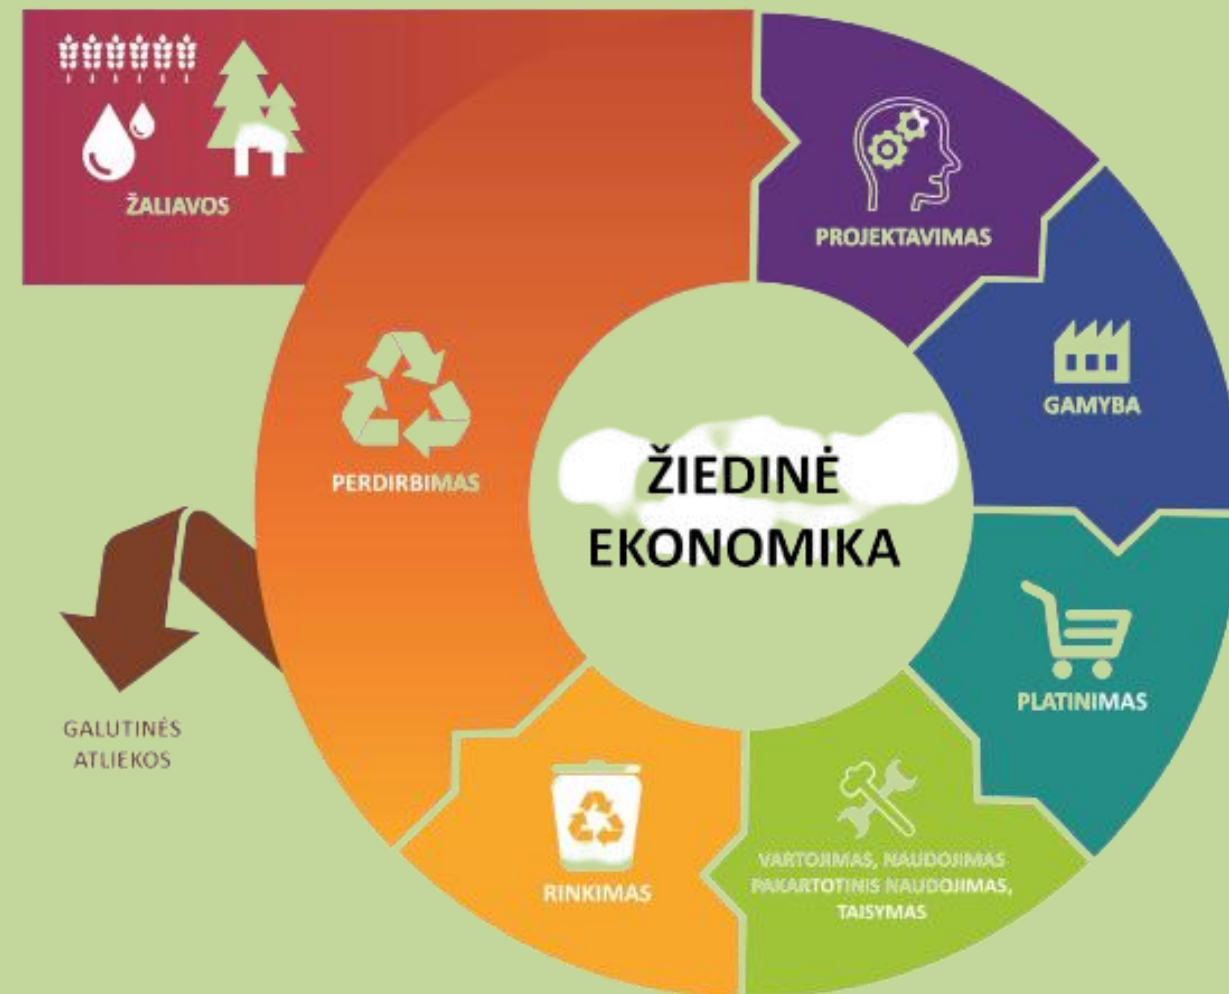 ŽALIAVOS
PROJEKTAVIMAS
GAMYBA
PERDIRBIMAS
ŽIEDINĖ
EKONOMIKA
PLATINIMAS
GALUTINĖS
ATLIEKOS
VARTOJIMAS, NAUDOJIMAS
PAKARTOTINIS NAUDOJIMAS,
TAISYMAS
RINKIMAS